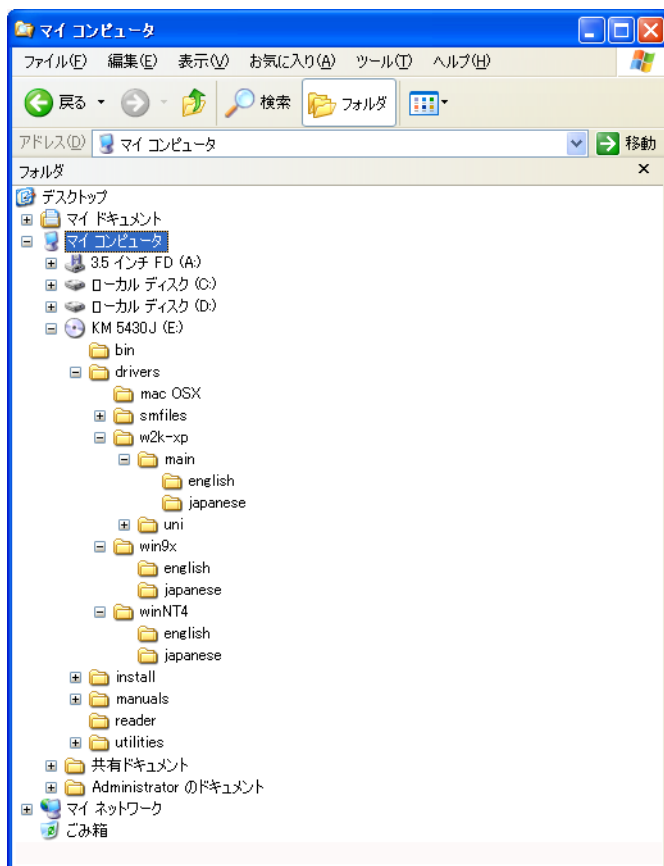 マイ コンピュータ
ファイル(F) 編集(E) 表示(V) お気に入り(A) ツール(T) ヘルプ(H)
戻る 検索 フォルダ
アドレス(D) マイ コンピュータ 移動
フォルダ
デスクトップ
マイ ドキュメント
マイ コンピュータ
3.5 インチ FD (A:)
ローカル ディスク (C:)
ローカル ディスク (D:)
KM 5430J (E:)
bin
drivers
mac OSX
smfiles
w2k-xp
main
english
japanese
uni
win9x
english
japanese
winNT4
english
japanese
install
manuals
reader
utilities
共有ドキュメント
Administrator のドキュメント
マイ ネットワーク
ごみ箱